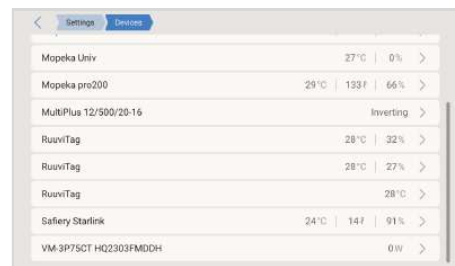 Settings Devices
Mopeka Univ 27°C 0%
Mopeka pro200 29°C 133ℓ 66%
MultiPlus 12/500/20-16 Inverting
RuuviTag 28°C 32%
RuuviTag 28°C 27%
RuuviTag 28°C
Safiery Starlink 24°C 14ℓ 91%
VM-3P75CT HQ2303FMDDH 0W